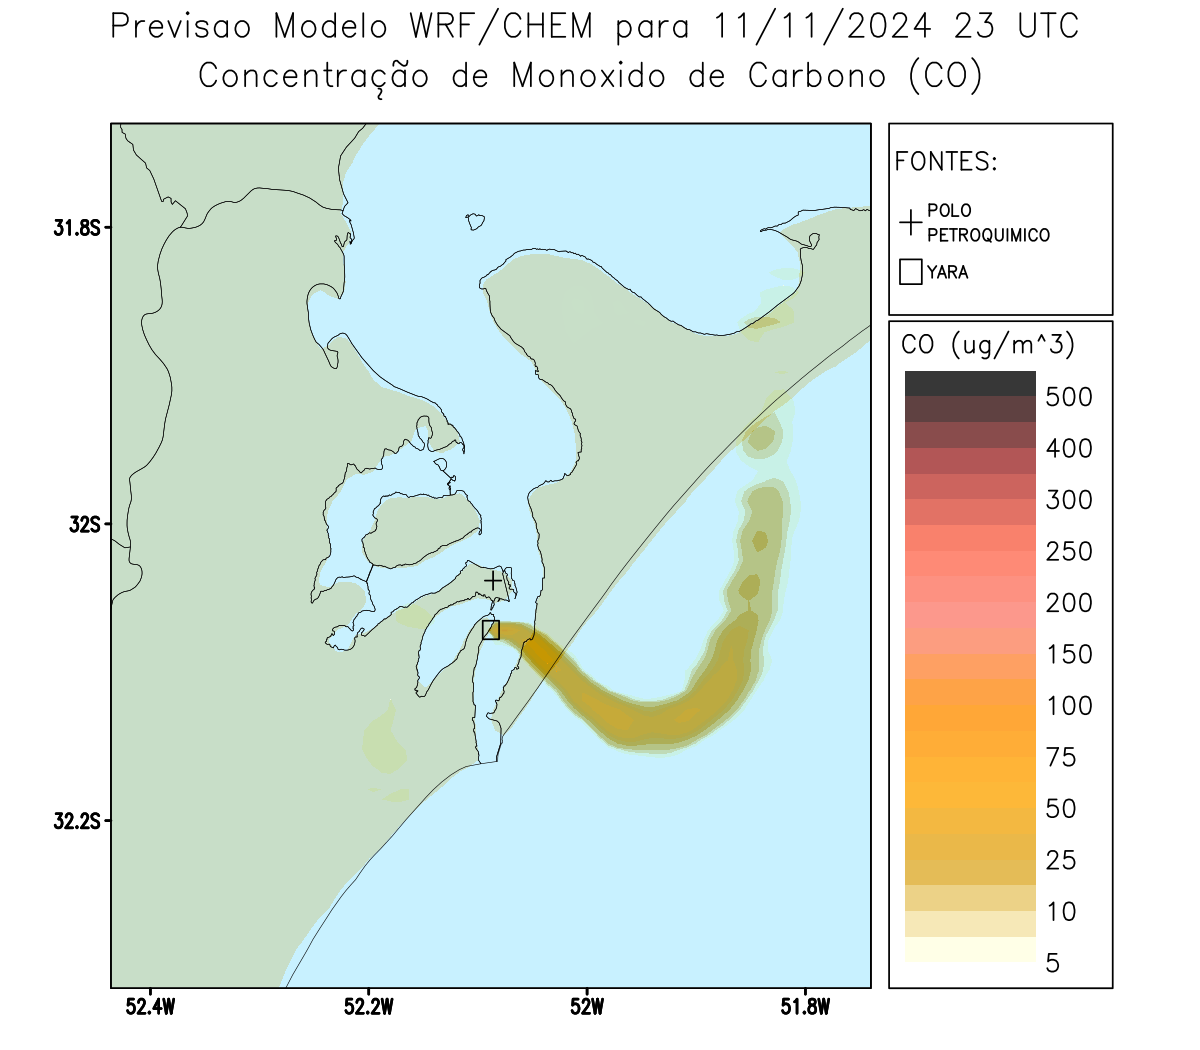 Previsao Modelo WRF/CHEM para 11/11/2024 23 UTC
Concentração de Monoxido de Carbono (CO)
FONTES:
POLO
PETROQUIMICO
YARA
CO (ug/m^3)
500
400
300
250
200
150
100
75
50
25
10
5
31.8S
32S
32.2S
52.4W
52.2W
52W
51.8W